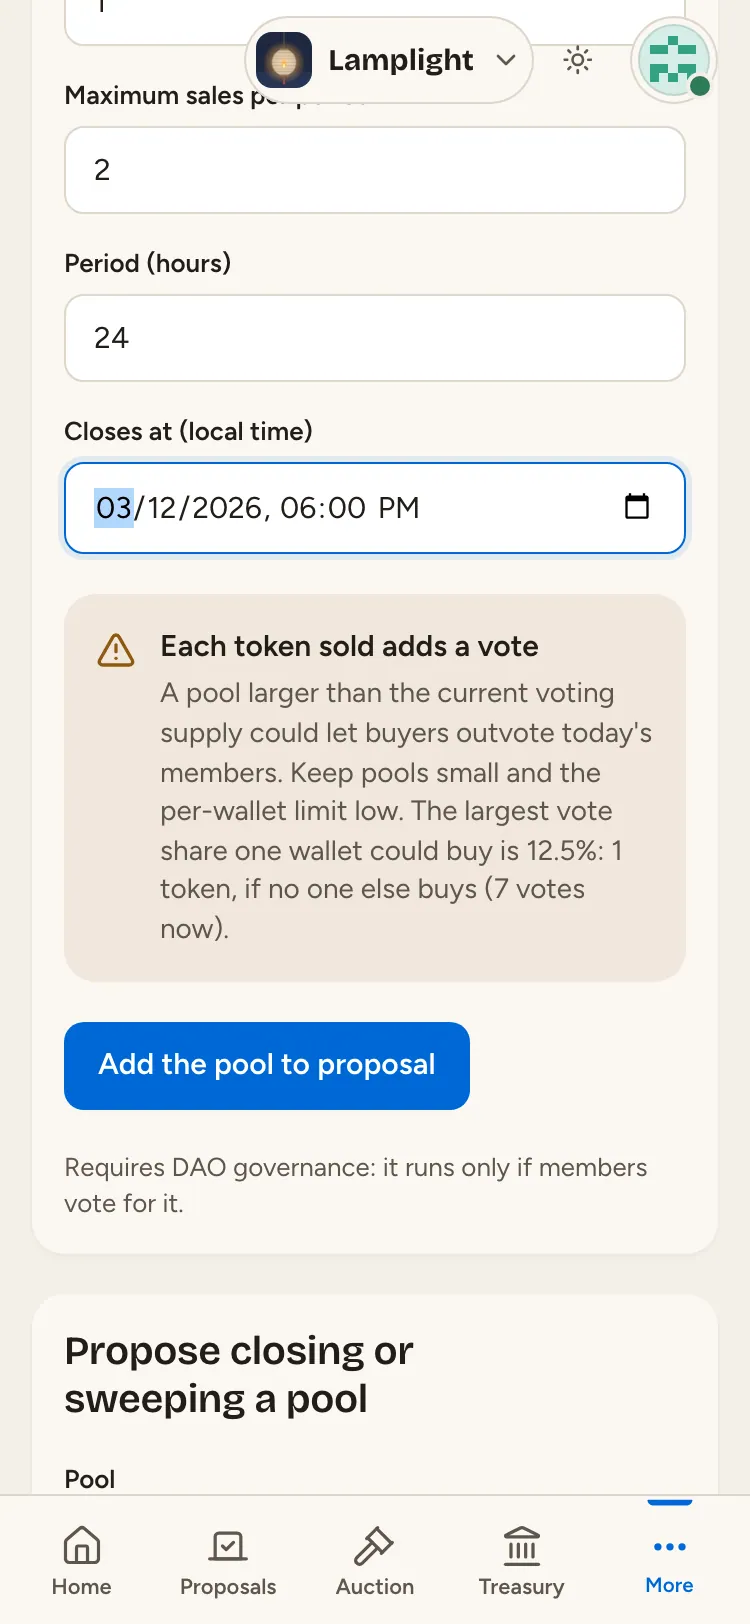 Lamplight
Maximum sales
2
Period (hours)
24
Closes at (local time)
03/12/2026, 06:00 PM
Each token sold adds a vote
A pool larger than the current voting
supply could let buyers outvote today's
members. Keep pools small and the
per-wallet limit low. The largest vote
share one wallet could buy is 12.5%: 1
token, if no one else buys (7 votes
now).
Add the pool to proposal
Requires DAO governance: it runs only if members
vote for it.
Propose closing or
sweeping a pool
Pool
Home
Proposals
Auction
Treasury
More